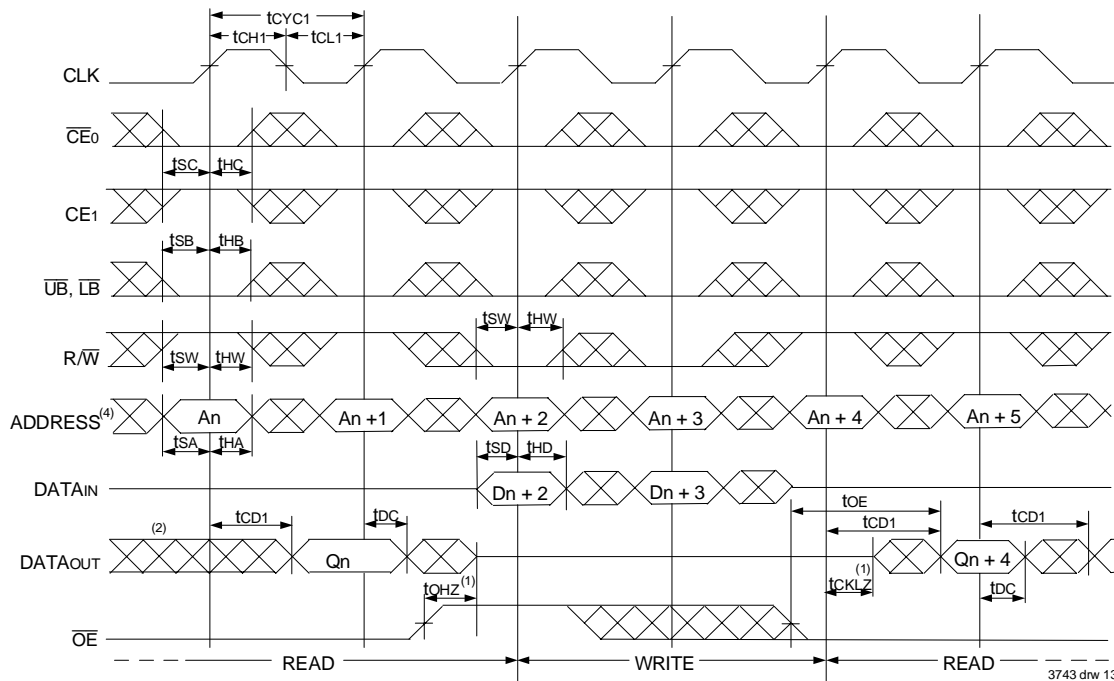 tCYC1
tCH1 tCL1
CLK
CE0
tSC tHC
CE1
tSB tHB
UB, LB
tSW tHW
R/W
tSW tHW
ADDRESS(4) An An +1 An + 2 An + 3 An + 4 An + 5
tSA tHA
tSD tHD
DATAIN Dn + 2 Dn + 3
tOE
(2) tCD1 tDC tCD1 tCD1
DATAOUT Qn Qn + 4
tOHZ(1) tCKLZ(1) tDC
OE
READ WRITE READ
3743 drw 13